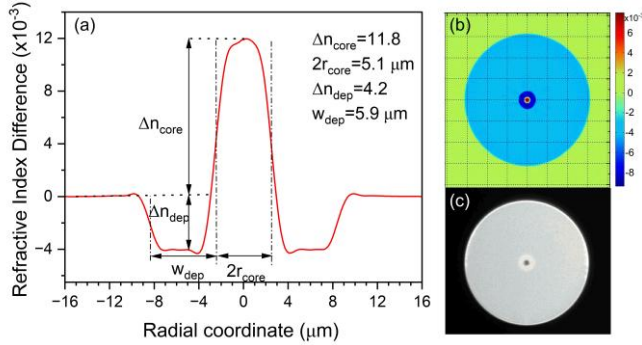 (a)
Δn_core=11.8
2r_core=5.1 μm
Δn_dep=4.2
w_dep=5.9 μm
Δn_core
Δn_dep
w_dep
2r_core
Refractive Index Difference (x10⁻³)
12
8
4
0
−4
−16 −12 −8 −4 0 4 8 12 16
Radial coordinate (μm)
(b)
8
6
4
2
0
-2
-4
-6
-8
(c)